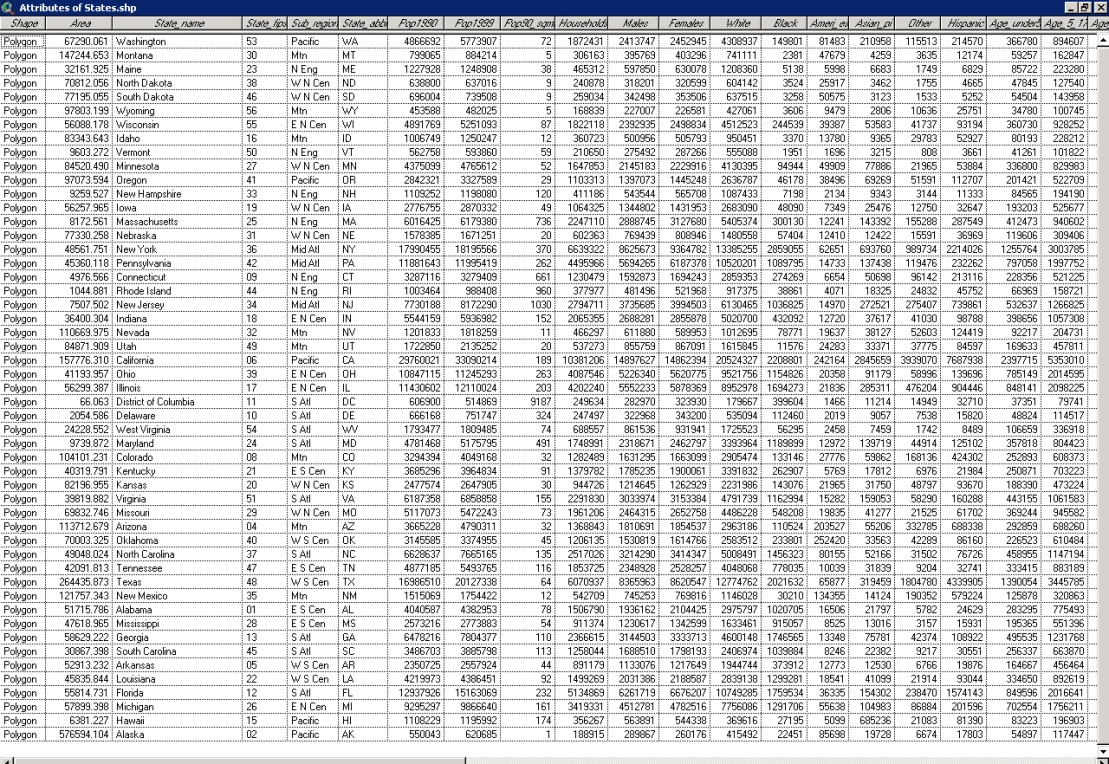 Attributes of States.shp
Shape Area State_name State_fips Sub_region State_abbr Pop1990 Pop1999 Pop90_sqmi Households Males Females White Black Ameri_es Asian_pi Other Hispanic Age_under5 Age_5_17 Age
Polygon 67290.061 Washington 53 Pacific WA 4866692 5773907 72 1872431 2413747 2452945 4308937 149801 81483 210958 115513 214570 366780 894607
Polygon 147244.653 Montana 30 Mtn MT 799065 884214 5 306163 395769 403296 741111 2381 47679 4259 3635 12174 59257 162847
Polygon 32161.925 Maine 23 N Eng ME 1227928 1248908 38 465312 597850 630078 1208360 5138 5998 6683 1749 6829 85722 223280
Polygon 70812.056 North Dakota 38 W N Cen ND 638800 637016 9 240878 318201 320599 604142 3524 25917 3462 1755 4665 47845 127540
Polygon 77195.055 South Dakota 46 W N Cen SD 696004 739508 9 259034 342498 353506 637515 3258 50575 3123 1533 5252 54504 143958
Polygon 97803.199 Wyoming 56 Mtn WY 453588 482025 5 168839 227007 226581 427061 3606 9479 2806 10636 25751 34780 100745
Polygon 56088.178 Wisconsin 55 E N Cen WI 4891769 5251093 87 1822118 2392935 2498834 4512523 244539 39387 53583 41737 93194 360730 928252
Polygon 83343.643 Idaho 16 Mtn ID 1006749 1250247 12 360723 500956 505793 950451 3370 13780 9365 29783 52927 80193 228212
Polygon 9603.272 Vermont 50 N Eng VT 562758 593860 59 210650 275492 287266 555088 1951 1696 3215 808 3661 41261 101822
Polygon 84520.490 Minnesota 27 W N Cen MN 4375099 4765612 52 1647853 2145183 2229916 4130395 94944 49909 77886 21965 53884 336800 829983
Polygon 97073.594 Oregon 41 Pacific OR 2842321 3327589 29 1103313 1397073 1445248 2636787 46178 38496 69269 51591 112707 201421 522709
Polygon 9259.527 New Hampshire 33 N Eng NH 1109252 1198080 120 411186 543544 565708 1087433 7198 2134 9343 3144 11333 84565 194190
Polygon 56257.965 Iowa 19 W N Cen IA 2776755 2870332 49 1064325 1344802 1431953 2683090 48090 7349 25476 12750 32647 193203 525677
Polygon 8172.561 Massachusetts 25 N Eng MA 6016425 6179380 736 2247110 2888745 3127680 5405374 300130 12241 143392 155288 287549 412473 940602
Polygon 77330.258 Nebraska 31 W N Cen NE 1578385 1671251 20 602363 769439 808946 1480558 57404 12410 12422 15591 36969 119606 309406
Polygon 48561.751 New York 36 Mid Atl NY 17990455 18195566 370 6639322 8625673 9364782 13385255 2859055 62651 693760 989734 2214026 1255764 3003785
Polygon 45360.118 Pennsylvania 42 Mid Atl PA 11881643 11995419 262 4495966 5694265 6187378 10520201 1089795 14733 137438 119476 232262 797058 1997752
Polygon 4976.566 Connecticut 09 N Eng CT 3287116 3279409 661 1230479 1592873 1694243 2859353 274269 6654 50698 96142 213116 228356 521225
Polygon 1044.881 Rhode Island 44 N Eng RI 1003464 988408 960 377977 481496 521968 917375 38861 4071 18325 24832 45752 66969 158721
Polygon 7507.502 New Jersey 34 Mid Atl NJ 7730188 8172290 1030 2794711 3735685 3994503 6130465 1036825 14970 272521 275407 739861 532637 1266825
Polygon 36400.304 Indiana 18 E N Cen IN 5544159 5936982 152 2065355 2688281 2855878 5020700 432092 12720 37617 41030 98788 398656 1057308
Polygon 110669.975 Nevada 32 Mtn NV 1201833 1818259 11 466297 611880 589953 1012695 78771 19637 38127 52603 124419 92217 204731
Polygon 84871.909 Utah 49 Mtn UT 1722850 2135252 20 537273 855759 867091 1615845 11576 24283 33371 37775 84597 169633 457811
Polygon 157776.310 California 06 Pacific CA 29760021 33090214 189 10381206 14897627 14862394 20524327 2208801 242164 2845659 3939070 7687938 2397715 5353010
Polygon 41193.957 Ohio 39 E N Cen OH 10847115 11245293 263 4087546 5226340 5620775 9521756 1154826 20358 91179 58996 139696 785149 2014595
Polygon 56299.387 Illinois 17 E N Cen IL 11430602 12110024 203 4202240 5552233 5878369 8952978 1694273 21836 285311 476204 904446 848141 2098225
Polygon 66.063 District of Columbia 11 S Atl DC 606900 514869 9187 249634 282970 323930 179667 399604 1466 11214 14949 32710 37351 79741
Polygon 2054.586 Delaware 10 S Atl DE 666168 751747 324 247497 322968 343200 535094 112460 2019 9057 7538 15820 48824 114517
Polygon 24228.552 West Virginia 54 S Atl WV 1793477 1809485 74 688557 861536 931941 1725523 56295 2458 7459 1742 8489 106659 336918
Polygon 9739.872 Maryland 24 S Atl MD 4781468 5175795 491 1748991 2318671 2462797 3393964 1189899 12972 139719 44914 125102 357818 804423
Polygon 104101.231 Colorado 08 Mtn CO 3294394 4049168 32 1282489 1631295 1663099 2905474 133146 27776 59862 168136 424302 252893 608373
Polygon 40319.791 Kentucky 21 E S Cen KY 3685296 3964834 91 1379782 1785235 1900061 3391832 262907 5769 17812 6976 21984 250871 703223
Polygon 82196.955 Kansas 20 W N Cen KS 2477574 2647905 30 944726 1214645 1262929 2231986 143076 21965 31750 48797 93670 188390 473224
Polygon 39819.882 Virginia 51 S Atl VA 6187358 6858858 155 2291830 3033974 3153384 4791739 1162994 15282 159053 58290 160288 443155 1061583
Polygon 69832.746 Missouri 29 W N Cen MO 5117073 5472243 73 1961206 2464315 2652758 4486228 548208 19835 41277 21525 61702 369244 945582
Polygon 113712.679 Arizona 04 Mtn AZ 3665228 4790311 32 1368843 1810691 1854537 2963186 110524 203527 55206 332785 688338 292859 688260
Polygon 70003.325 Oklahoma 40 W S Cen OK 3145585 3374955 45 1206135 1530819 1614766 2583512 233801 252420 33563 42289 86160 226523 610484
Polygon 49048.024 North Carolina 37 S Atl NC 6628637 7665165 135 2517026 3214290 3414347 5008491 1456323 80155 52166 31502 76726 458955 1147194
Polygon 42091.813 Tennessee 47 E S Cen TN 4877185 5493765 116 1853725 2348928 2528257 4048068 778035 10039 31839 9204 32741 333415 883189
Polygon 264435.873 Texas 48 W S Cen TX 16986510 20127338 64 6070937 8365963 8620547 12774762 2021632 65877 319459 1804780 4339905 1390054 3445785
Polygon 121757.343 New Mexico 35 Mtn NM 1515069 1754422 12 542709 745253 769816 1146028 30210 134355 14124 190352 579224 125878 320863
Polygon 51715.786 Alabama 01 E S Cen AL 4040587 4382953 78 1506790 1936162 2104425 2975797 1020705 16506 21797 5782 24629 283295 775493
Polygon 47618.965 Mississippi 28 E S Cen MS 2573216 2773883 54 911374 1230617 1342599 1633461 915057 8525 13016 3157 15931 195365 551396
Polygon 58629.222 Georgia 13 S Atl GA 6478216 7804377 110 2366615 3144503 3333713 4600148 1746565 13348 75781 42374 108922 495535 1231768
Polygon 30867.398 South Carolina 45 S Atl SC 3486703 3885798 113 1258044 1688510 1798193 2406974 1039884 8246 22382 9217 30551 256337 663870
Polygon 52913.232 Arkansas 05 W S Cen AR 2350725 2557924 44 891179 1133076 1217649 1944744 373912 12773 12530 6766 19876 164667 456464
Polygon 45835.844 Louisiana 22 W S Cen LA 4219973 4386451 92 1499269 2031386 2188587 2839138 1299281 18541 41099 21914 93044 334650 892619
Polygon 55814.731 Florida 12 S Atl FL 12937926 15163069 232 5134869 6261719 6676207 10749285 1759534 36335 154302 238470 1574143 849596 2016641
Polygon 57899.398 Michigan 26 E N Cen MI 9295297 9866640 161 3419331 4512781 4782516 7756086 1291706 55638 104983 86884 201596 702554 1756211
Polygon 6381.227 Hawaii 15 Pacific HI 1108229 1195992 174 356267 563891 544338 369616 27195 5099 685236 21083 81390 83223 196903
Polygon 576594.104 Alaska 02 Pacific AK 550043 620685 1 188915 289867 260176 415492 22451 85698 19728 6674 17803 54897 117447